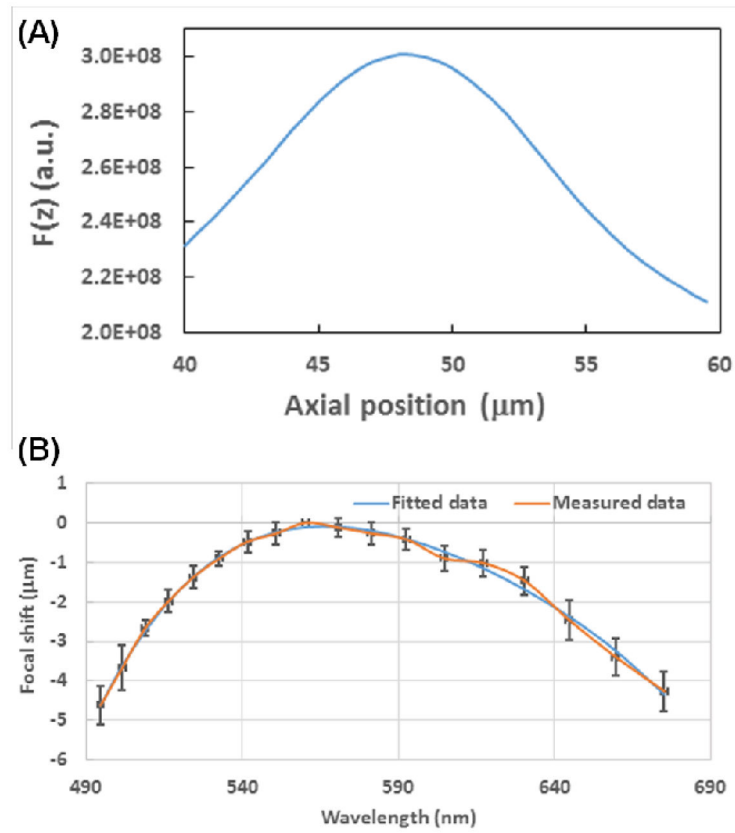 (A)
3.0E+08
2.8E+08
2.6E+08
2.4E+08
2.2E+08
2.0E+08
F(z) (a.u.)
40 45 50 55 60
Axial position (μm)
(B)
1
0
-1
-2
-3
-4
-5
-6
Focal shift (μm)
Fitted data Measured data
490 540 590 640 690
Wavelength (nm)